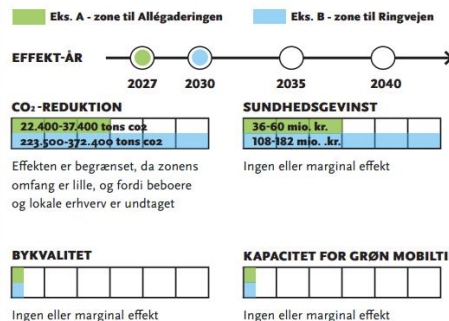 Eks. A - zone til Allégaderingen
Eks. B - zone til Ringvejen
EFFEKT-ÅR
2027
2030
2035
2040
CO₂-REDUKTION
22.400-37.400 tons co2
223.500-372.400 tons co2
Effekten er begrænset, da zonens
omfang er lille, og fordi beboere
og lokale erhverv er undtaget
SUNDHEDSGEVINST
36-60 mio. kr.
108-182 mio. .kr.
Ingen eller marginal effekt
BYKVALITET
Ingen eller marginal effekt
KAPACITET FOR GRØN MOBILTI
Ingen eller marginal effekt